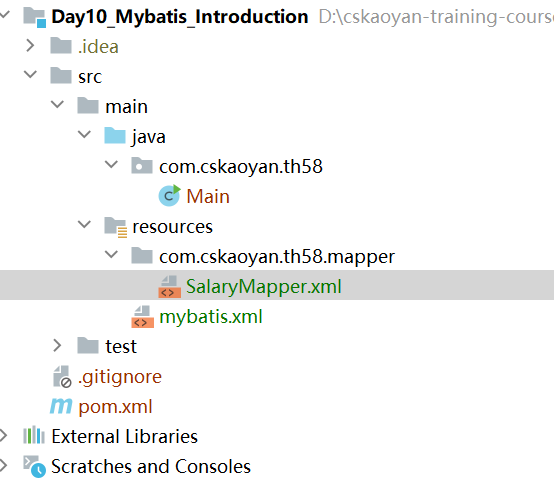 Day10_Mybatis_Introduction D:\cskaoyan-training-course
.idea
src
main
java
com.cskaoyan.th58
Main
resources
com.cskaoyan.th58.mapper
SalaryMapper.xml
mybatis.xml
test
.gitignore
pom.xml
External Libraries
Scratches and Consoles